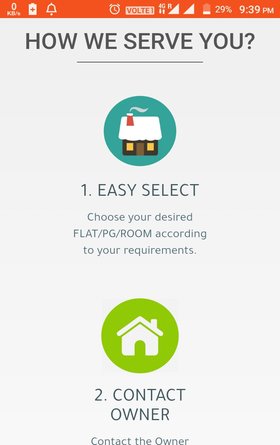 0
KB/s
VOLTE1
4G R
29%
9:39 PM
HOW WE SERVE YOU?
1. EASY SELECT
Choose your desired
FLAT/PG/ROOM according
to your requirements.
2. CONTACT
OWNER
Contact the Owner